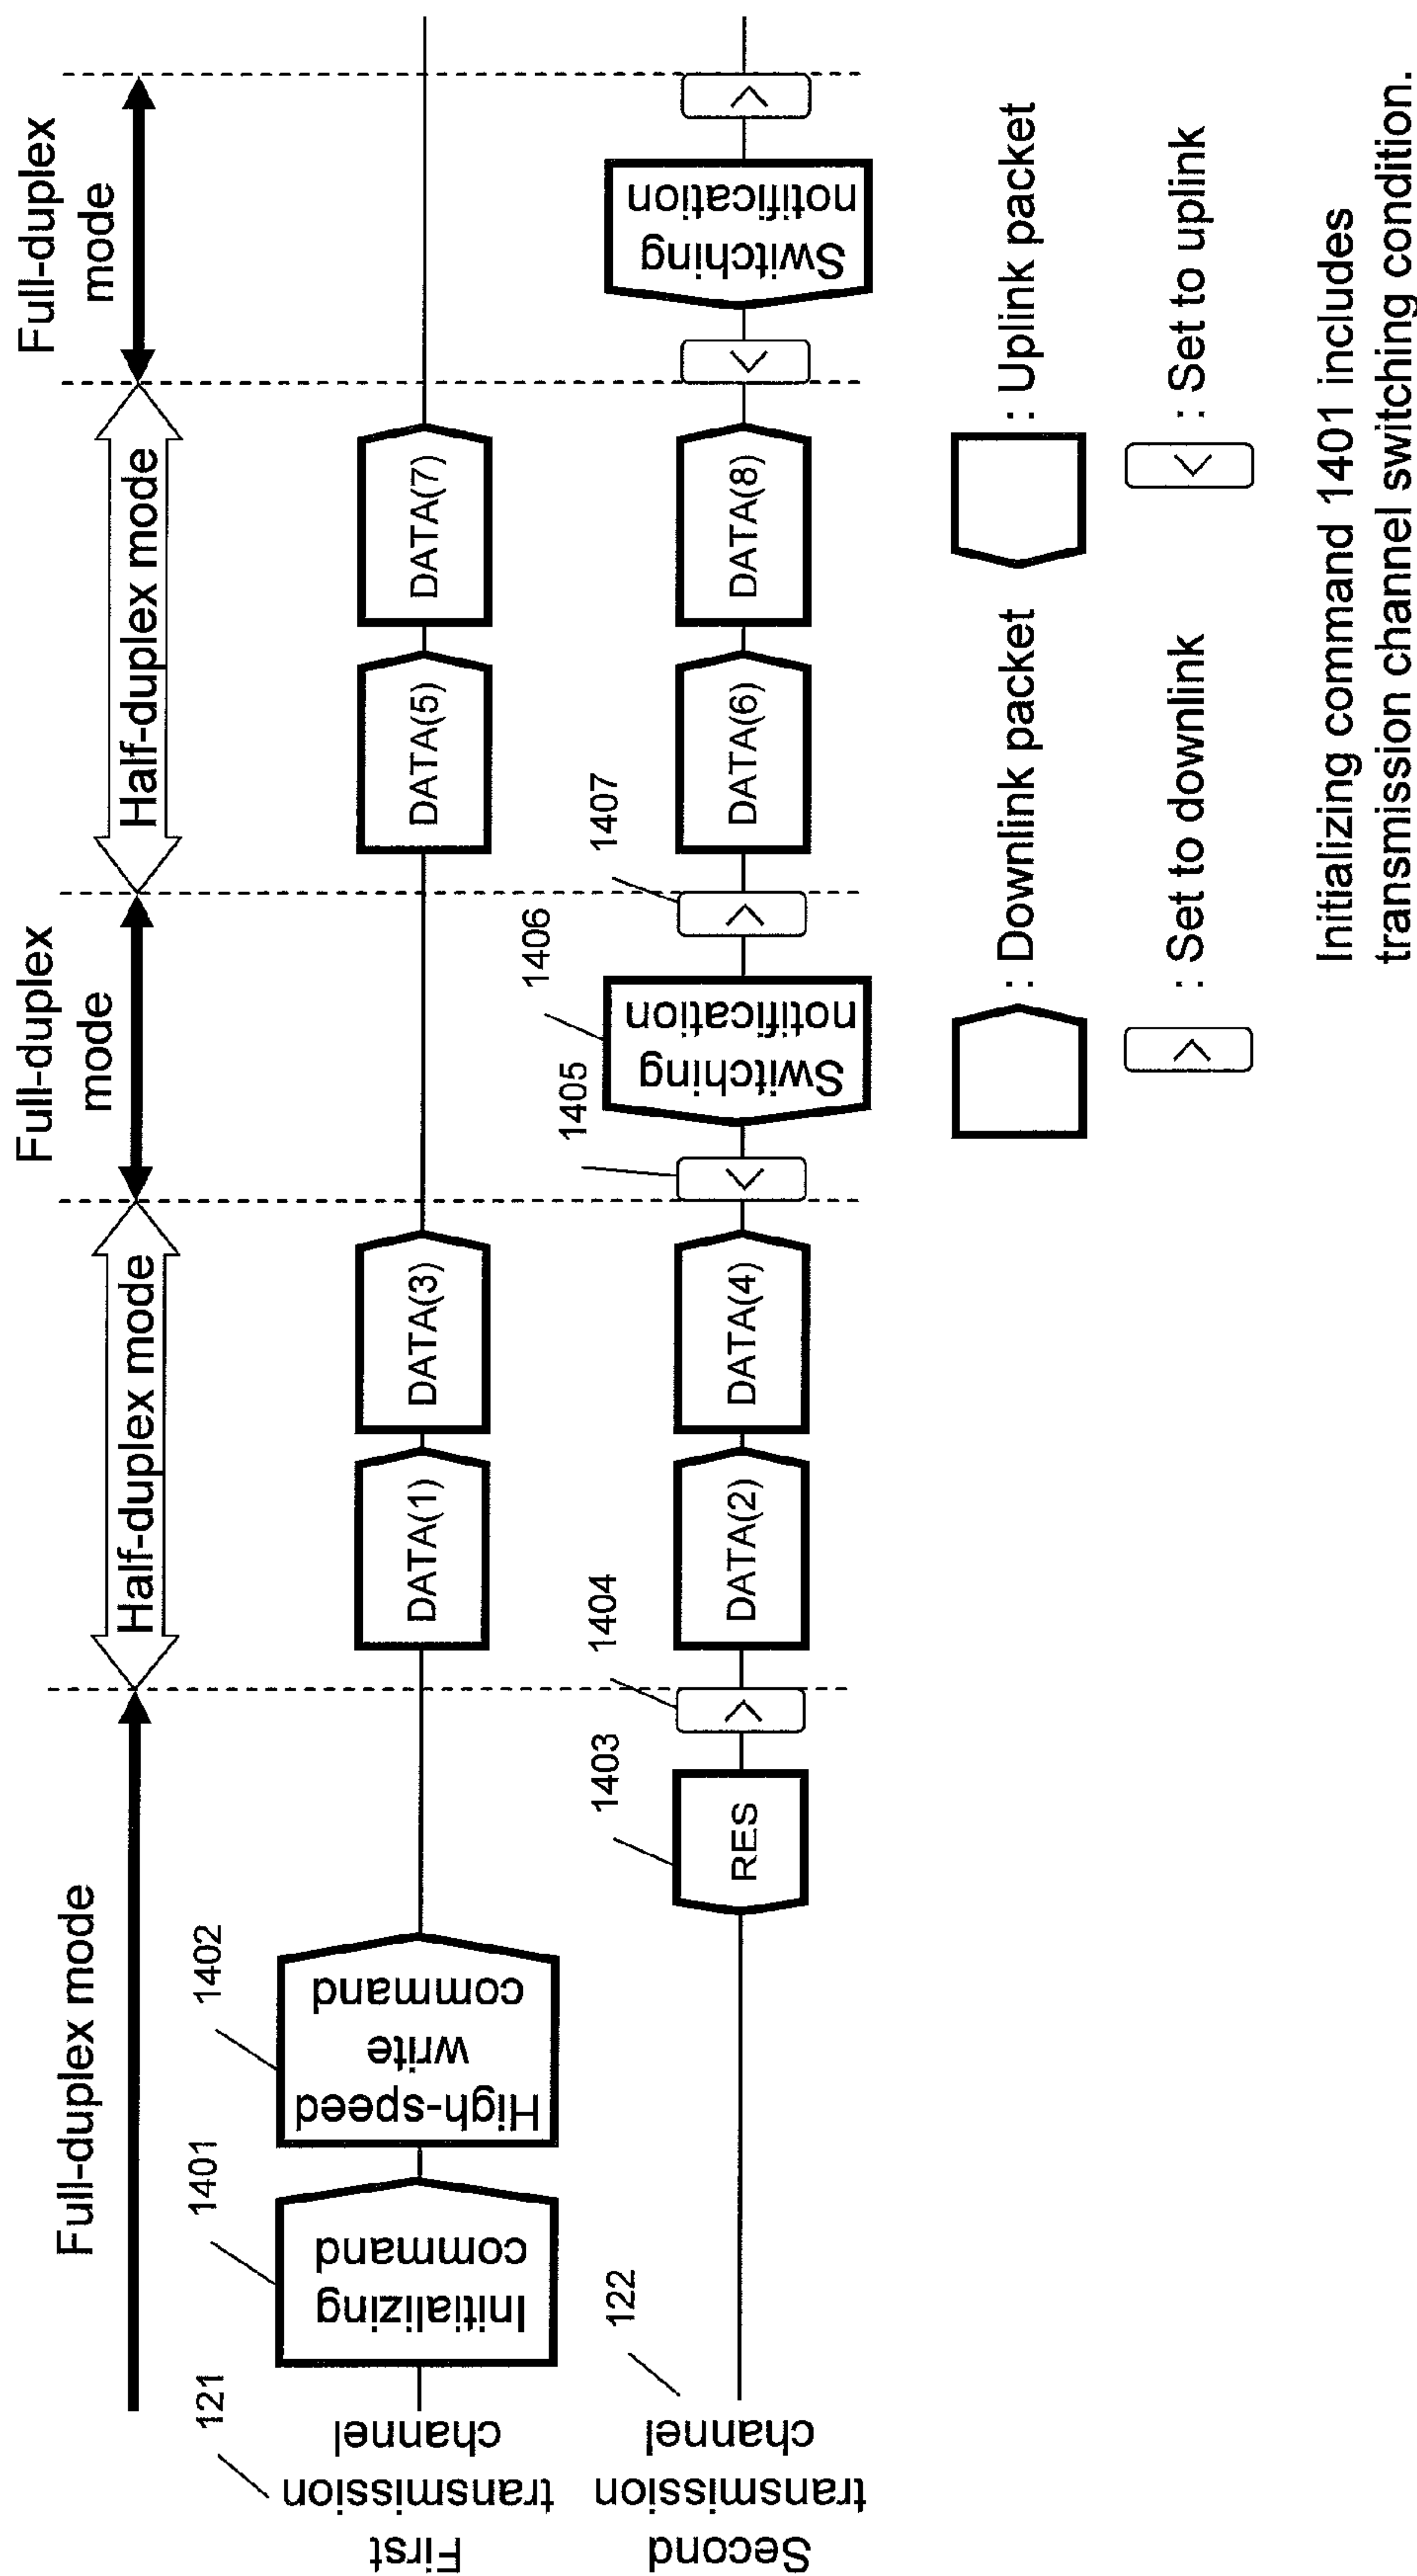 Full-duplex mode
Half-duplex mode
Full-duplex
mode
Half-duplex mode
Full-duplex
mode
121
First
transmission
channel
1401
Initializing
command
1402
High-speed
write
command
DATA(1)
DATA(3)
DATA(5)
DATA(7)
122
Second
transmission
channel
1403
RES
1404
DATA(2)
DATA(4)
1405
1406
Switching
notification
1407
DATA(6)
DATA(8)
Switching
notification
: Downlink packet
: Uplink packet
: Set to downlink
: Set to uplink
Initializing command 1401 includes
transmission channel switching condition.